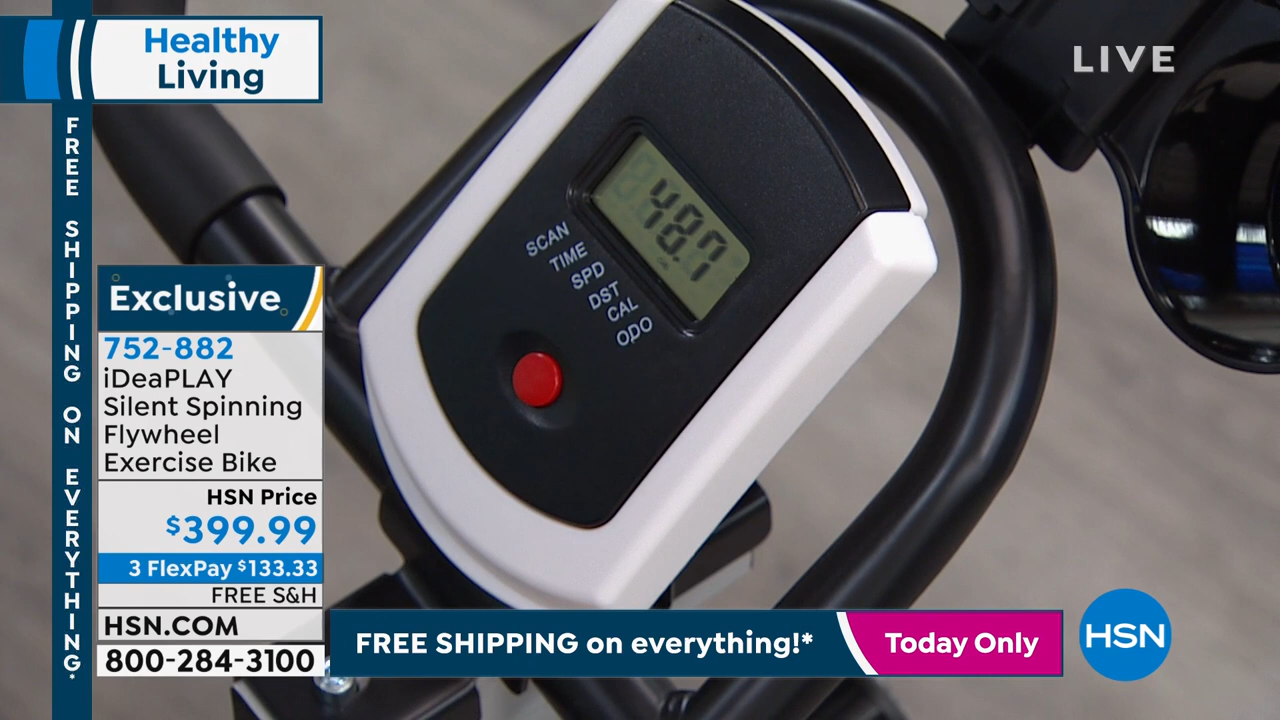 Healthy
Living
LIVE
FREE SHIPPING ON EVERYTHING!*
48.7
SCAN
TIME
SPD
DST
CAL
ODO
Exclusive
752-882
iDeaPLAY
Silent Spinning
Flywheel
Exercise Bike
HSN Price
$399.99
3 FlexPay $133.33
FREE S&H
HSN.COM
800-284-3100
FREE SHIPPING on everything!*
Today Only
HSN